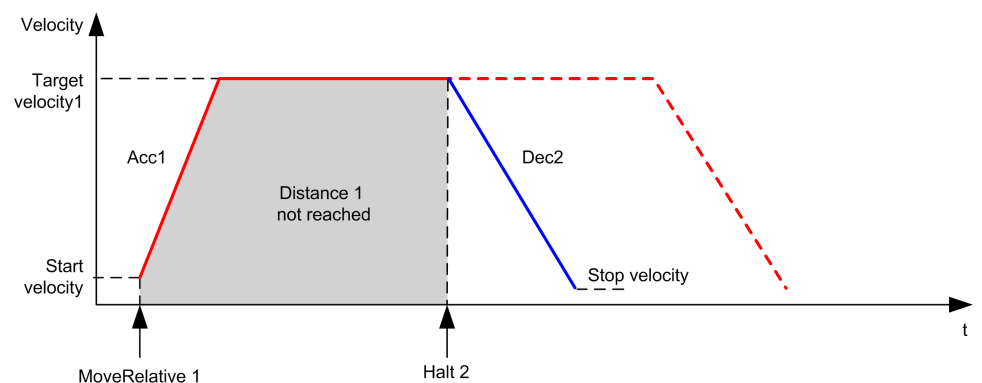 Velocity
Target
velocity1
Acc1
Dec2
Distance 1
not reached
Start
velocity
Stop velocity
t
MoveRelative 1
Halt 2